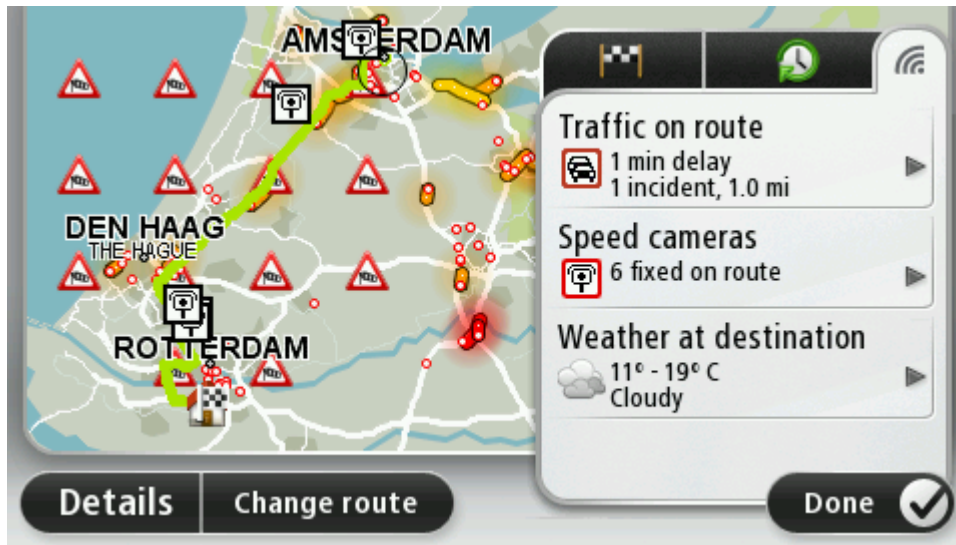 AMSTERDAM
DEN HAAG
THE HAGUE
ROTTERDAM
Traffic on route
1 min delay
1 incident, 1.0 mi
Speed cameras
6 fixed on route
Weather at destination
11° - 19° C
Cloudy
Details
Change route
Done